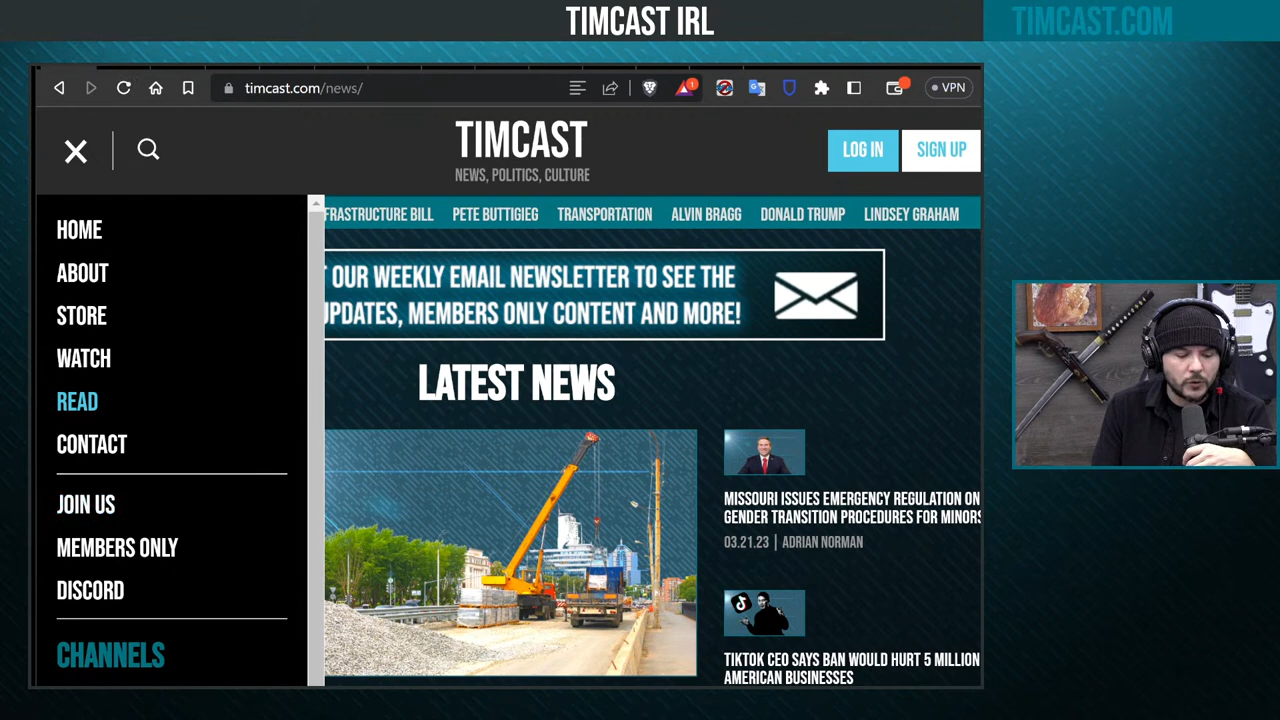 TIMCAST IRL
TIMCAST.COM
timcast.com/news/
1
VPN
TIMCAST
NEWS, POLITICS, CULTURE
LOG IN
SIGN UP
FRASTRUCTURE BILL
PETE BUTTIGIEG
TRANSPORTATION
ALVIN BRAGG
DONALD TRUMP
LINDSEY GRAHAM
HOME
ABOUT
STORE
WATCH
READ
CONTACT
JOIN US
MEMBERS ONLY
DISCORD
CHANNELS
OUR WEEKLY EMAIL NEWSLETTER TO SEE THE
UPDATES, MEMBERS ONLY CONTENT AND MORE!
LATEST NEWS
MISSOURI ISSUES EMERGENCY REGULATION ON
GENDER TRANSITION PROCEDURES FOR MINORS
03.21.23 | ADRIAN NORMAN
TIKTOK CEO SAYS BAN WOULD HURT 5 MILLION
AMERICAN BUSINESSES